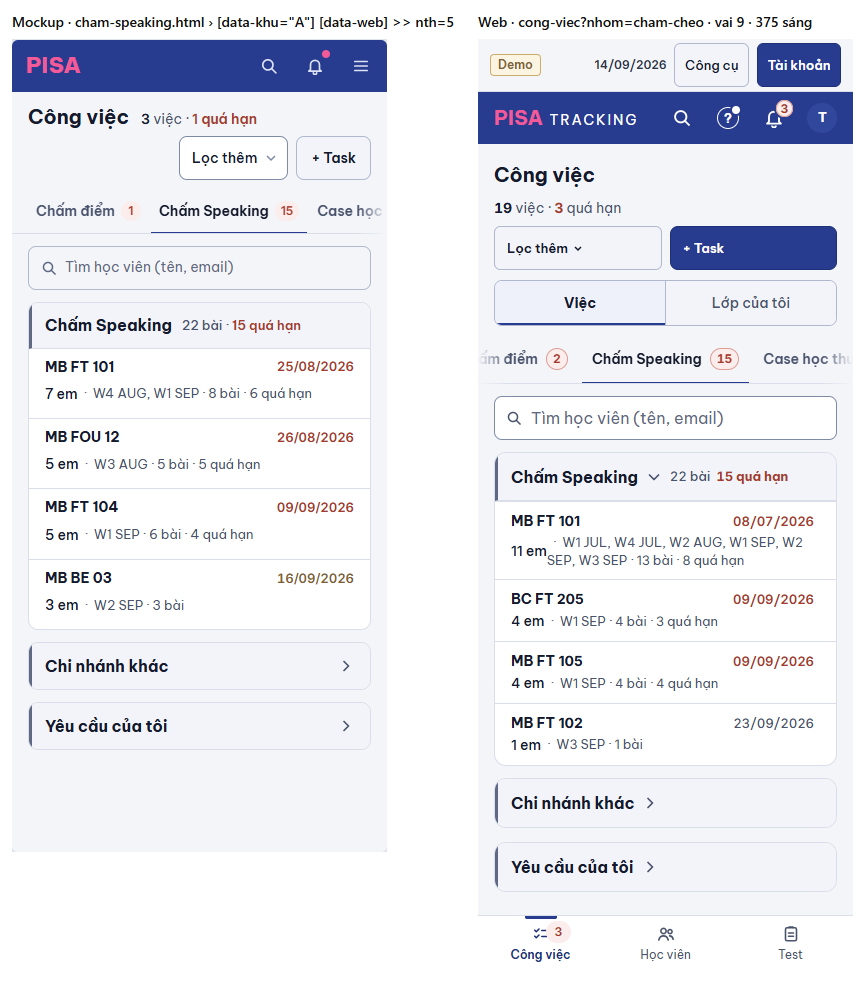 Mockup · cham-speaking.html › [data-khu="A"] [data-web] >> nth=5
PISA
Công việc 3 việc · 1 quá hạn
Lọc thêm
+ Task
Chấm điểm 1
Chấm Speaking 15
Case học
Tìm học viên (tên, email)
Chấm Speaking 22 bài · 15 quá hạn
MB FT 101 25/08/2026
7 em · W4 AUG, W1 SEP · 8 bài · 6 quá hạn
MB FOU 12 26/08/2026
5 em · W3 AUG · 5 bài · 5 quá hạn
MB FT 104 09/09/2026
5 em · W1 SEP · 6 bài · 4 quá hạn
MB BE 03 16/09/2026
3 em · W2 SEP · 3 bài
Chi nhánh khác
Yêu cầu của tôi
Web · cong-viec?nhom=cham-cheo · vai 9 · 375 sáng
Demo
14/09/2026
Công cụ
Tài khoản
PISA TRACKING
?
3
T
Công việc
19 việc · 3 quá hạn
Lọc thêm
+ Task
Việc
Lớp của tôi
ấm điểm 2
Chấm Speaking 15
Case học thu
Tìm học viên (tên, email)
Chấm Speaking 22 bài 15 quá hạn
MB FT 101 08/07/2026
11 em · W1 JUL, W4 JUL, W2 AUG, W1 SEP, W2
SEP, W3 SEP · 13 bài · 8 quá hạn
BC FT 205 09/09/2026
4 em · W1 SEP · 4 bài · 3 quá hạn
MB FT 105 09/09/2026
4 em · W1 SEP · 4 bài · 4 quá hạn
MB FT 102 23/09/2026
1 em · W3 SEP · 1 bài
Chi nhánh khác
Yêu cầu của tôi
3
Công việc
Học viên
Test